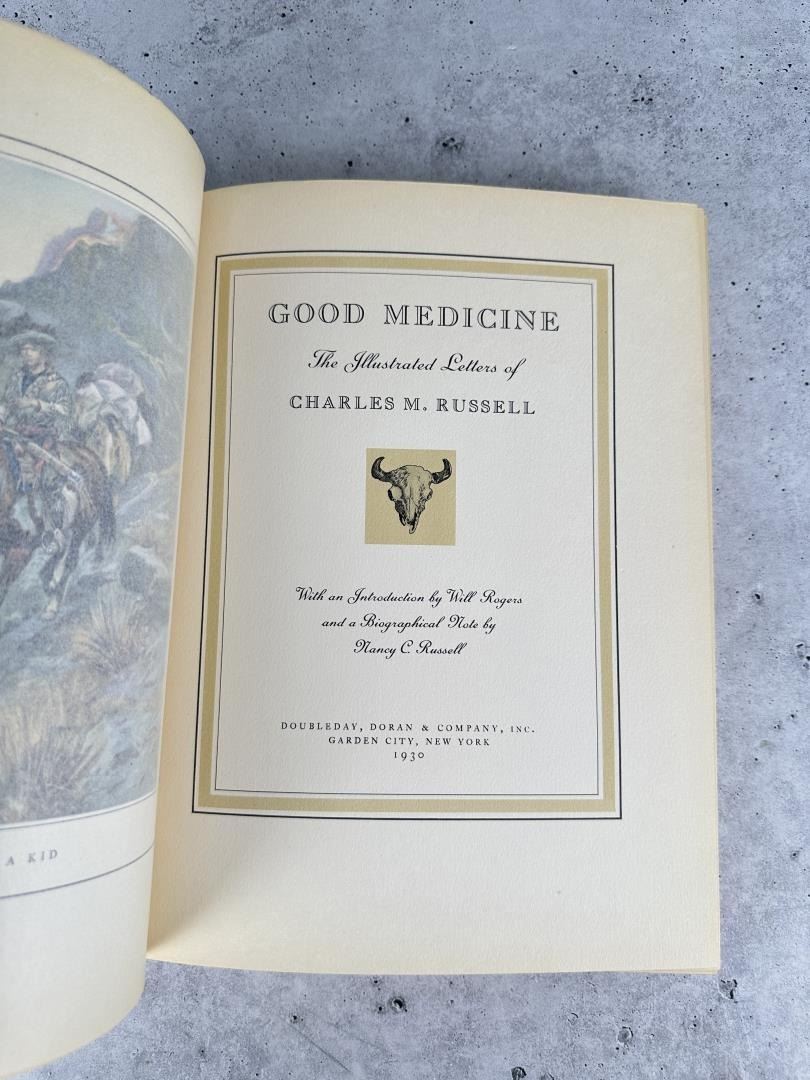 A KID
GOOD MEDICINE
The Illustrated Letters of
CHARLES M. RUSSELL
With an Introduction by Will Rogers
and a Biographical Note by
Nancy C. Russell
DOUBLEDAY, DORAN & COMPANY, INC.
GARDEN CITY, NEW YORK
1930